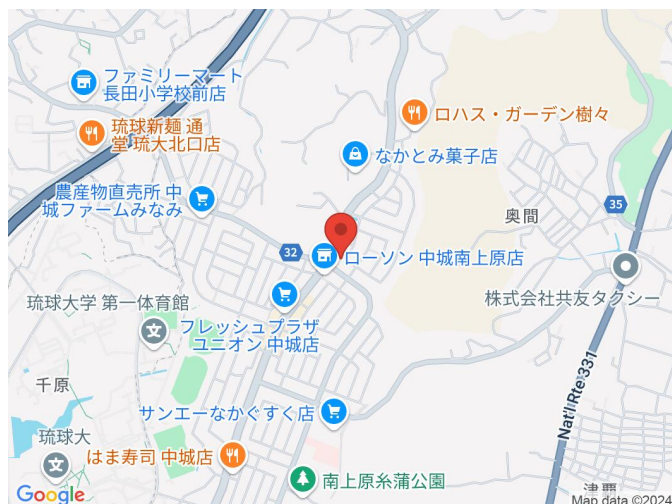 ファミリーマート
長田小学校前店
ロハス・ガーデン樹々
琉球新麺 通
堂 琉大北口店
なかとみ菓子店
農産物直売所 中
城ファームみなみ
35
奥間
32
ローソン 中城南上原店
株式会社共友タクシー
琉球大学 第一体育館
フレッシュプラザ
ユニオン 中城店
Nat'l Rte 331
千原
サンエーなかぐすく店
琉球大
はま寿司 中城店
南上原糸蒲公園
津覇
Google
Map data ©2024